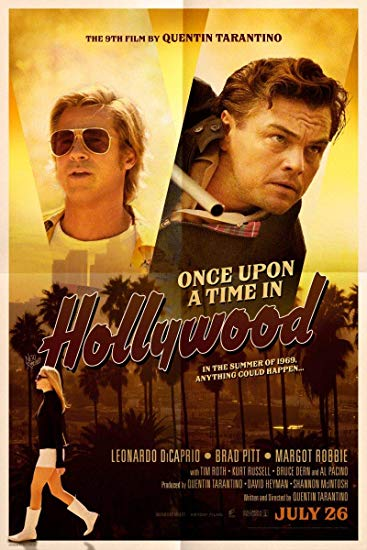 THE 9TH FILM BY QUENTIN TARANTINO
ONCE UPON
A TIME IN
Hollywood
IN THE SUMMER OF 1969,
ANYTHING COULD HAPPEN...
LEONARDO DiCAPRIO • BRAD PITT • MARGOT ROBBIE
WITH TIM ROTH • KURT RUSSELL • BRUCE DERN AND AL PACINO
Produced by QUENTIN TARANTINO • DAVID HEYMAN • SHANNON McINTOSH
Written and Directed by QUENTIN TARANTINO
JULY 26